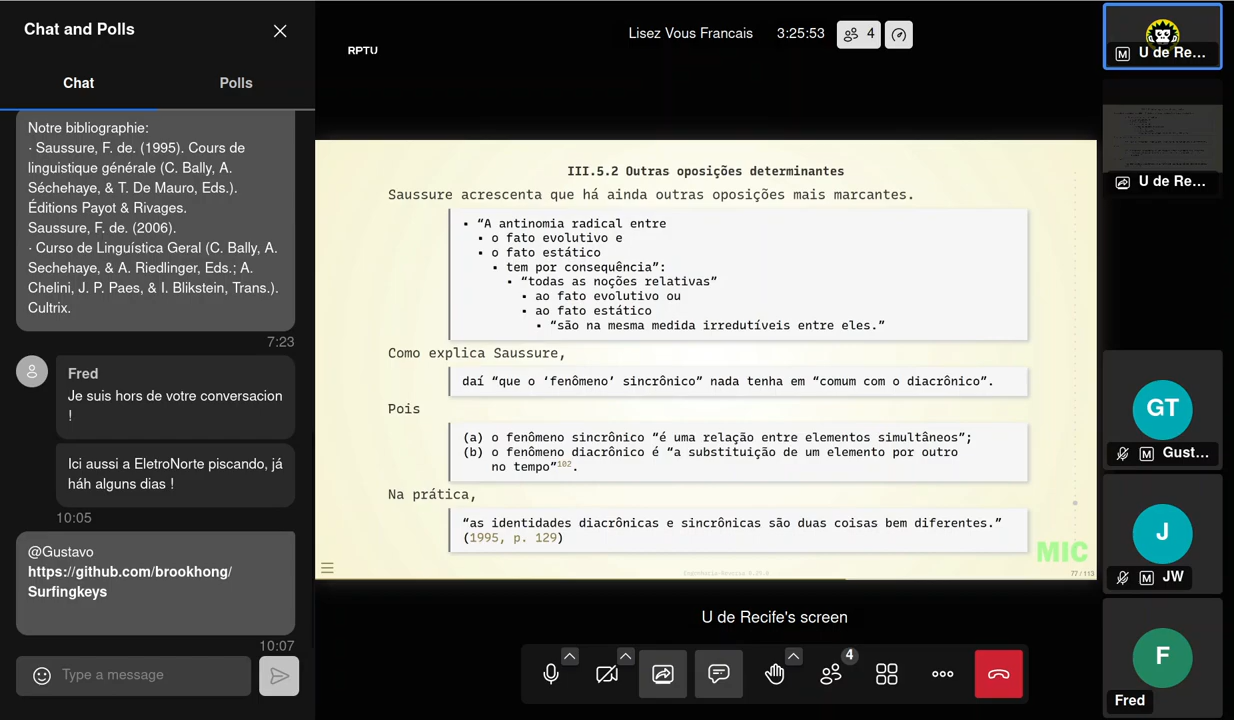 Chat and Polls
Chat
Polls
Notre bibliographie:
· Saussure, F. de. (1995). Cours de
linguistique générale (C. Bally, A.
Séchehaye, & T. De Mauro, Eds.).
Éditions Payot & Rivages.
Saussure, F. de. (2006).
· Curso de Linguística Geral (C. Bally, A.
Sechehaye, & A. Riedlinger, Eds.; A.
Chelini, J. P. Paes, & I. Blikstein, Trans.).
Cultrix.
7:23
Fred
Je suis hors de votre conversacion
!
Ici aussi a EletroNorte piscando, já
háh alguns dias !
10:05
@Gustavo
https://github.com/brookhong/
Surfingkeys
10:07
Type a message
RPTU
Lisez Vous Francais
3:25:53
4
III.5.2 Outras oposições determinantes
Saussure acrescenta que há ainda outras oposições mais marcantes.
▪ “A antinomia radical entre
▪ o fato evolutivo e
▪ o fato estático
▪ tem por consequência”:
▪ “todas as noções relativas”
▪ ao fato evolutivo ou
▪ ao fato estático
▪ “são na mesma medida irredutíveis entre eles.”
Como explica Saussure,
daí “que o ‘fenômeno’ sincrônico” nada tenha em “comum com o diacrônico”.
Pois
(a) o fenômeno sincrônico “é uma relação entre elementos simultâneos”;
(b) o fenômeno diacrônico é “a substituição de um elemento por outro
no tempo”102.
Na prática,
“as identidades diacrônicas e sincrônicas são duas coisas bem diferentes.”
(1995, p. 129)
MIC
77 / 113
U de Recife's screen
4
U de Re...
U de Re...
GT
Gust...
J
JW
F
Fred